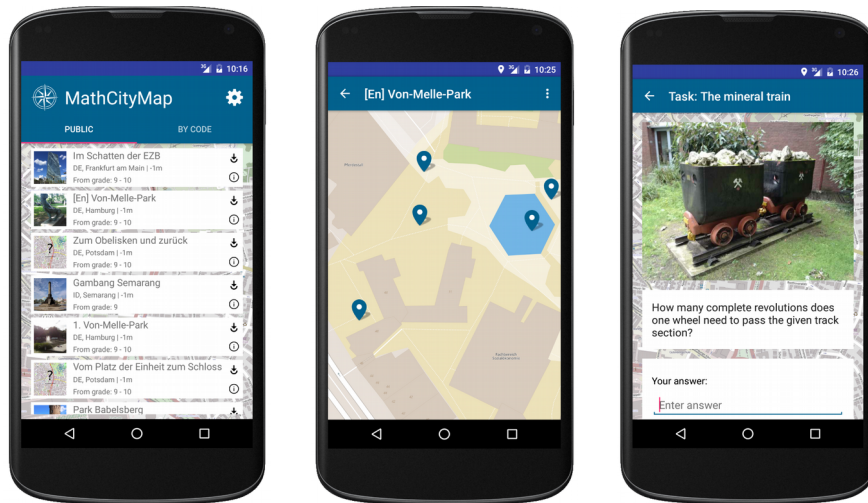 3G 10:16
MathCityMap
PUBLIC BY CODE
Im Schatten der EZB
DE, Frankfurt am Main | -1m
From grade: 9 - 10
[En] Von-Melle-Park
DE, Hamburg | -1m
From grade: 9 - 10
Zum Obelisken und zurück
DE, Potsdam | -1m
From grade: 9 - 10
Gambang Semarang
ID, Semarang | -1m
From grade: 9
1. Von-Melle-Park
DE, Hamburg | -1m
From grade: 9 - 10
Vom Platz der Einheit zum Schloss
DE, Potsdam | -1m
From grade: 9 - 10
Park Babelsberg
3G 10:25
[En] Von-Melle-Park
3G 10:26
Task: The mineral train
How many complete revolutions does
one wheel need to pass the given track
section?
Your answer:
Enter answer